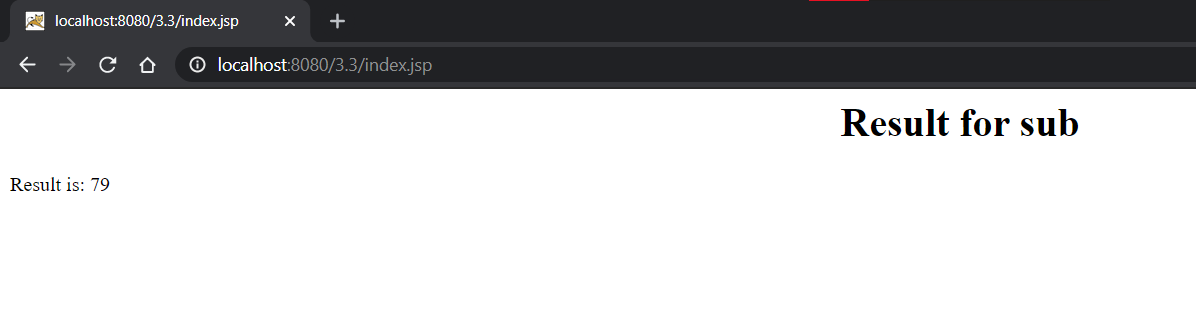 localhost:8080/3.3/index.jsp
localhost:8080/3.3/index.jsp
Result for sub
Result is: 79